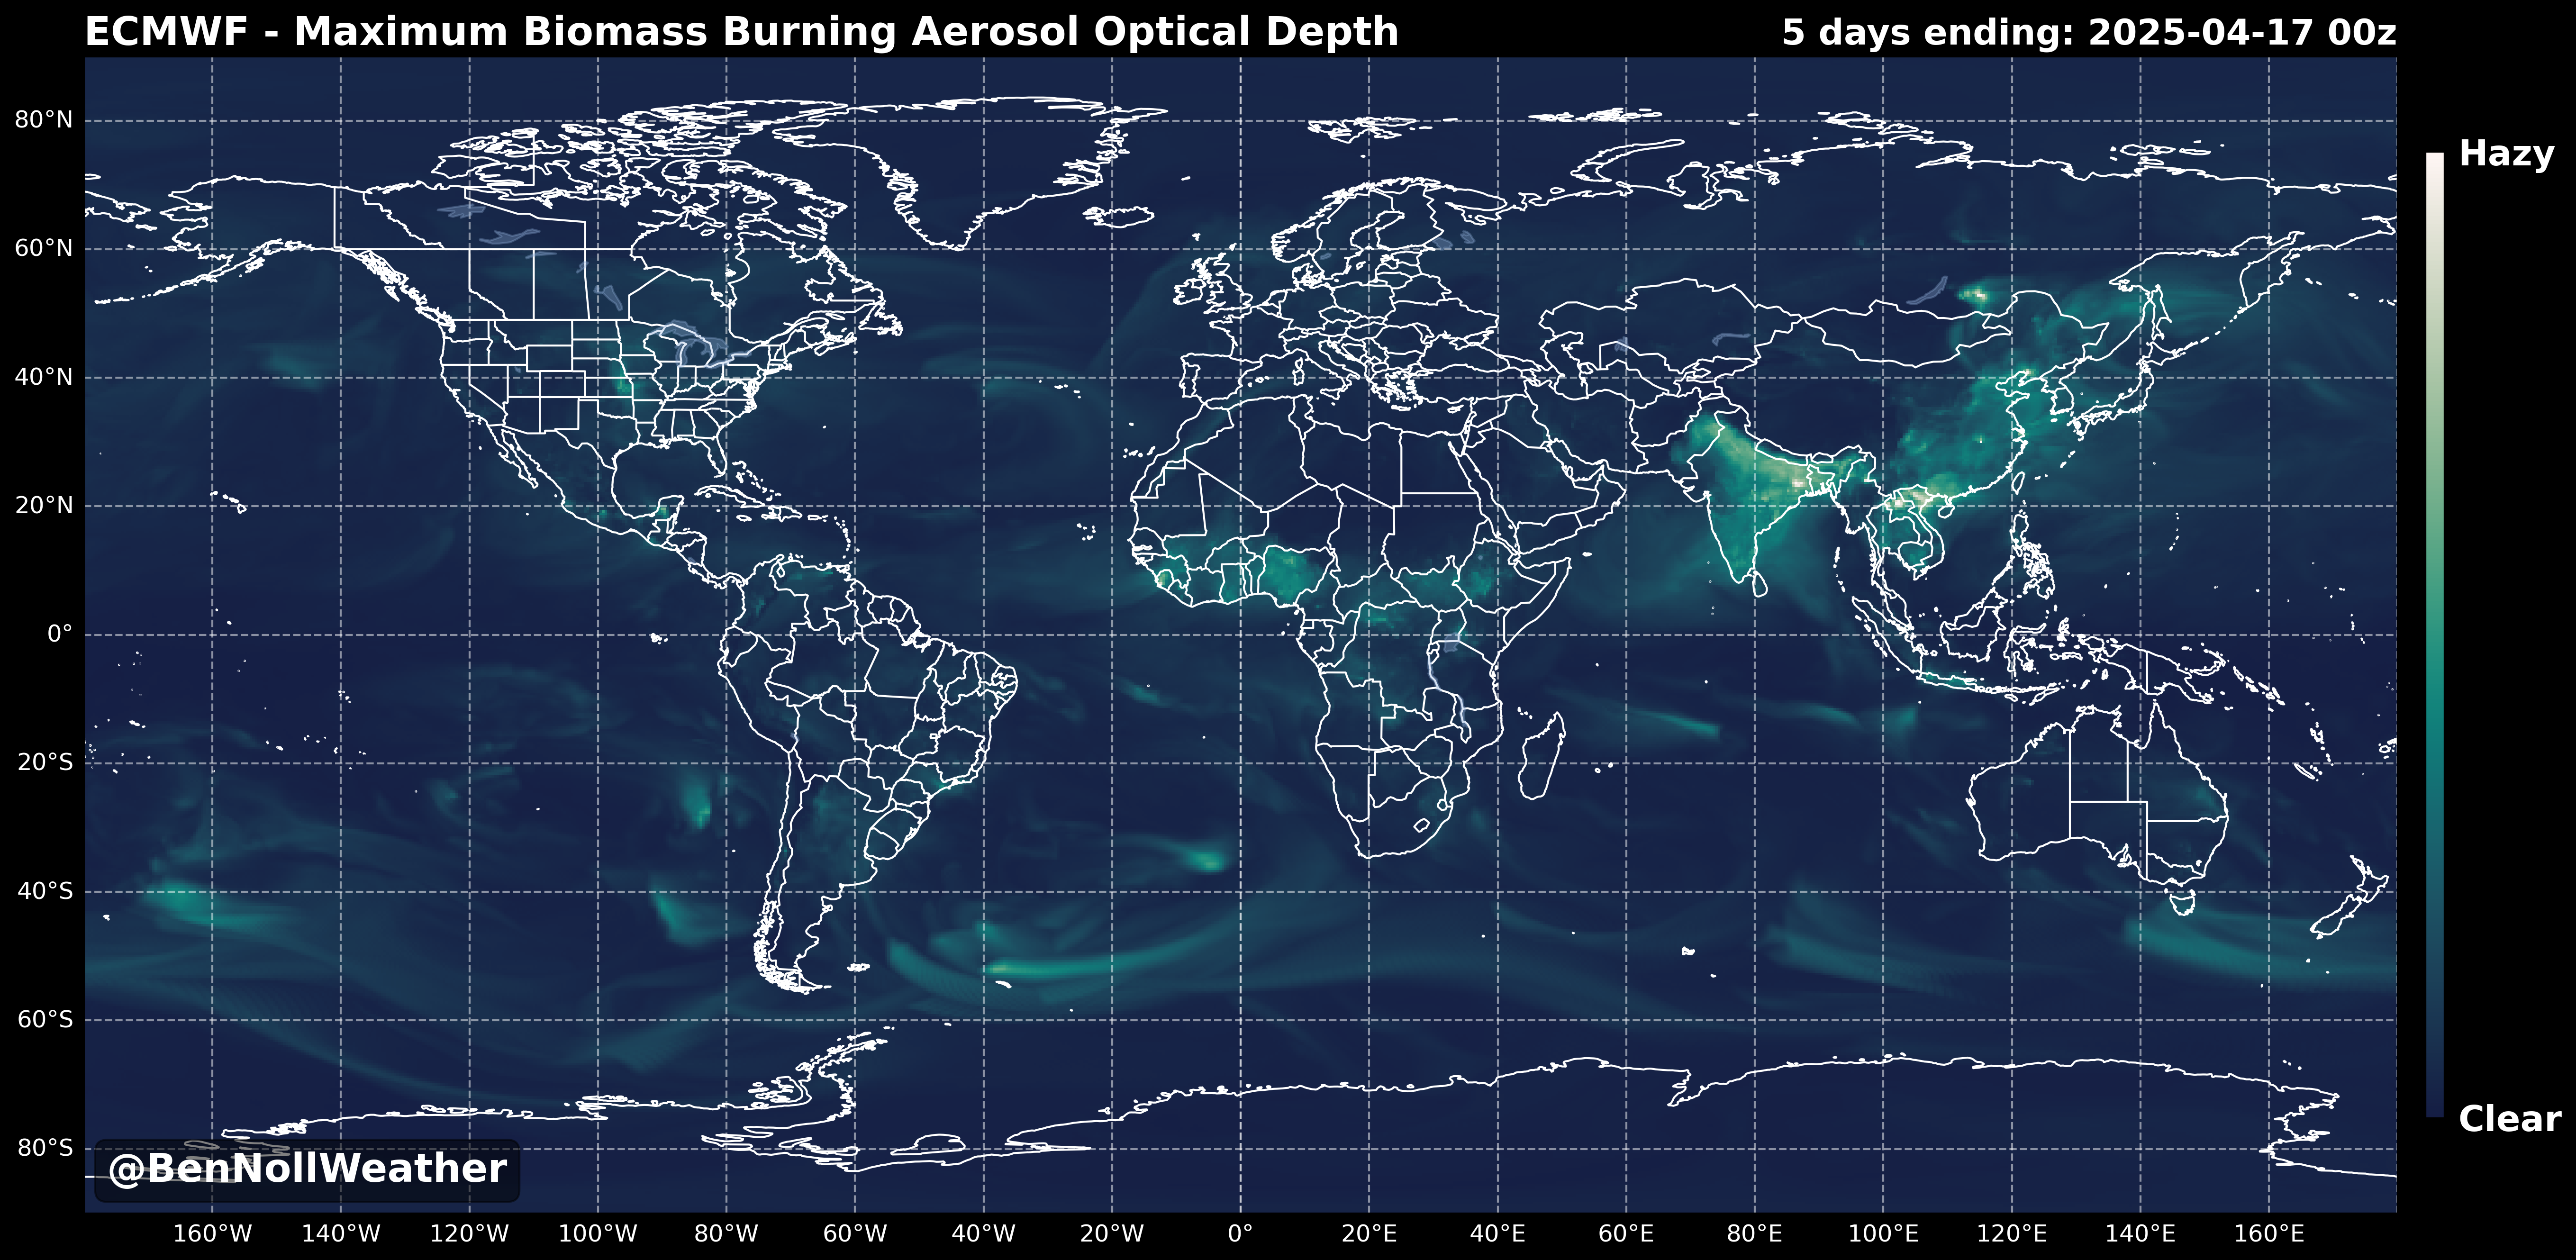 ECMWF - Maximum Biomass Burning Aerosol Optical Depth
5 days ending: 2025-04-17 00z
80°N
60°N
40°N
20°N
0°
20°S
40°S
60°S
80°S
Hazy
Clear
@BenNollWeather
160°W 140°W 120°W 100°W 80°W 60°W 40°W 20°W 0° 20°E 40°E 60°E 80°E 100°E 120°E 140°E 160°E